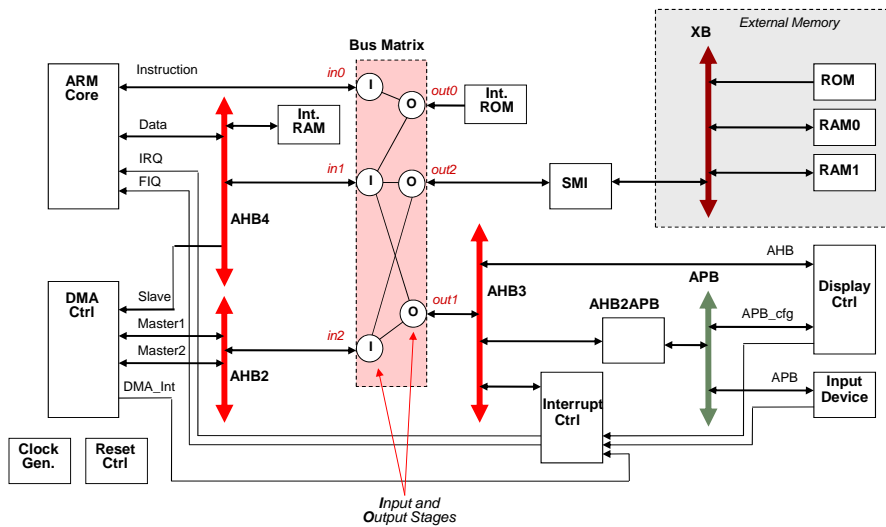 External Memory
XB
Bus Matrix
ARM
Core
Instruction
in0
I
O
out0
Int.
ROM
ROM
Int.
RAM
Data
RAM0
IRQ
in1
I
O
out2
SMI
RAM1
FIQ
AHB4
AHB
APB
Display
Ctrl
DMA
Ctrl
Slave
AHB3
AHB2APB
APB_cfg
Master1
in2
I
O
out1
Master2
AHB2
DMA_Int
Interrupt
Ctrl
APB
Input
Device
Clock
Gen.
Reset
Ctrl
Input and
Output Stages